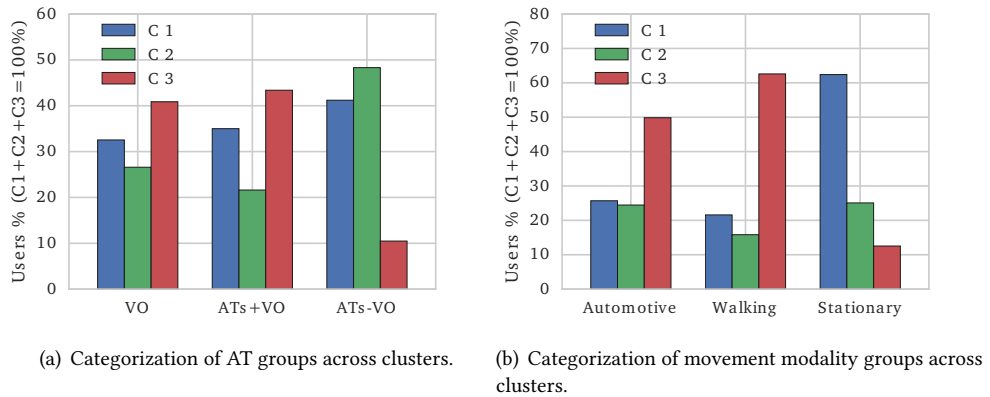 Users % (C1+C2+C3=100%)
60
50
40
30
20
10
0
C 1
C 2
C 3
VO
ATs+VO
ATs-VO
(a) Categorization of AT groups across clusters.
Users % (C1+C2+C3=100%)
80
70
60
50
40
30
20
10
0
C 1
C 2
C 3
Automotive
Walking
Stationary
(b) Categorization of movement modality groups across
clusters.